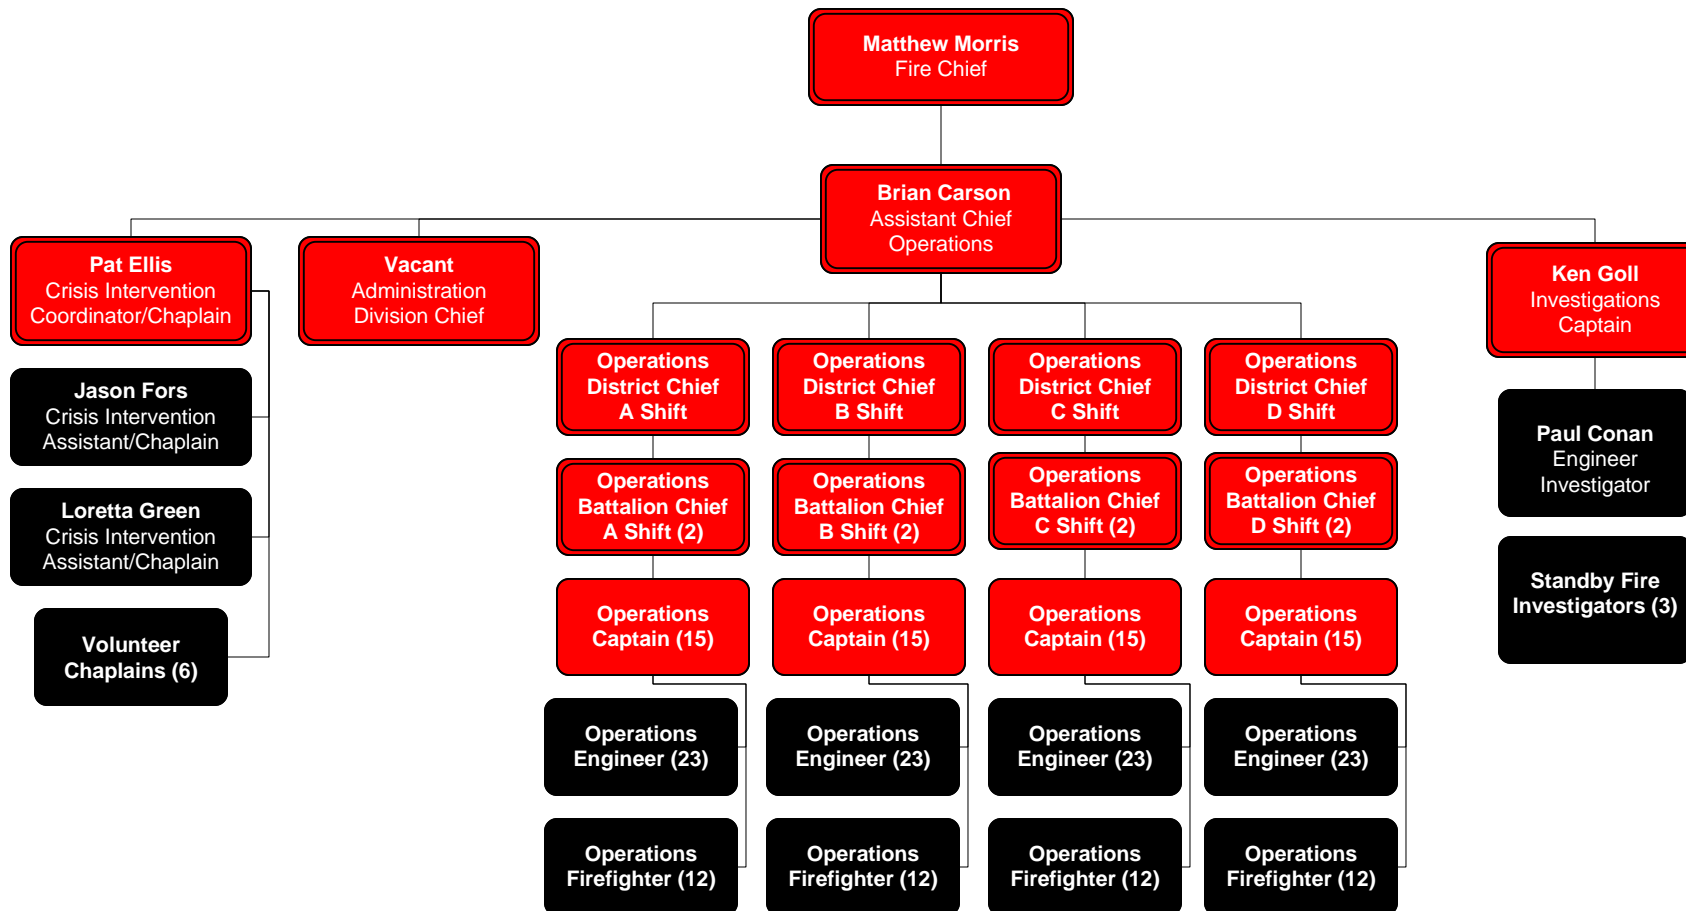 Matthew Morris
Fire Chief
Brian Carson
Assistant Chief
Operations
Pat Ellis
Crisis Intervention
Coordinator/Chaplain
Vacant
Administration
Division Chief
Ken Goll
Investigations
Captain
Jason Fors
Crisis Intervention
Assistant/Chaplain
Loretta Green
Crisis Intervention
Assistant/Chaplain
Volunteer
Chaplains (6)
Operations
District Chief
A Shift
Operations
District Chief
B Shift
Operations
District Chief
C Shift
Operations
District Chief
D Shift
Operations
Battalion Chief
A Shift (2)
Operations
Battalion Chief
B Shift (2)
Operations
Battalion Chief
C Shift (2)
Operations
Battalion Chief
D Shift (2)
Operations
Captain (15)
Operations
Captain (15)
Operations
Captain (15)
Operations
Captain (15)
Operations
Engineer (23)
Operations
Engineer (23)
Operations
Engineer (23)
Operations
Engineer (23)
Operations
Firefighter (12)
Operations
Firefighter (12)
Operations
Firefighter (12)
Operations
Firefighter (12)
Paul Conan
Engineer
Investigator
Standby Fire
Investigators (3)